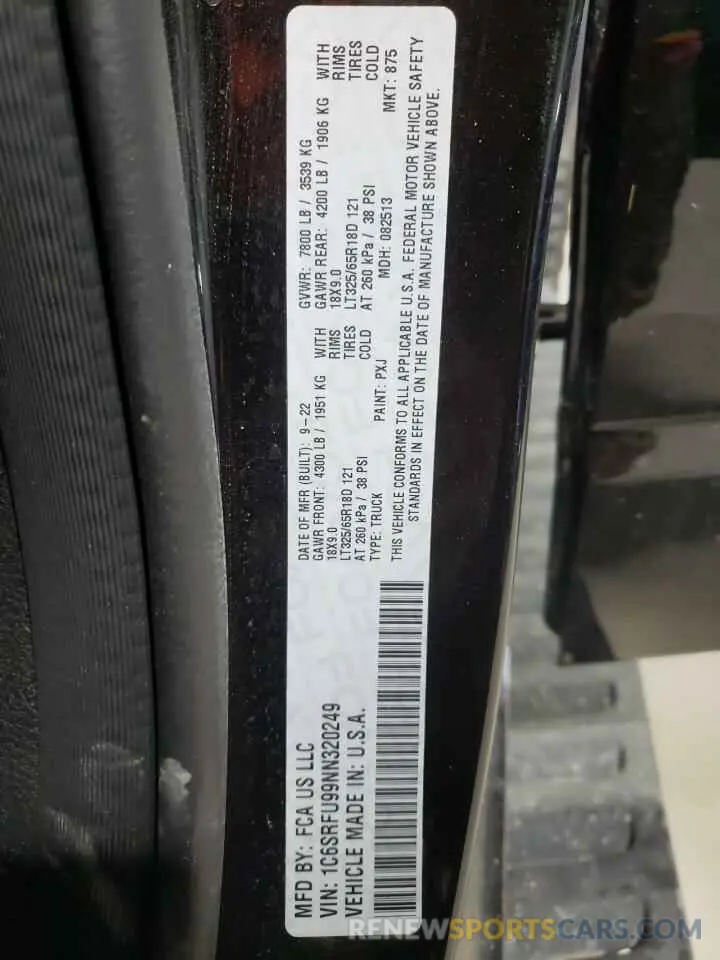 MFD BY: FCA US LLC
VIN: 1C6SRFU99NN320249
VEHICLE MADE IN: U.S.A.
DATE OF MFR (BUILT): 9-22
GAWR FRONT: 4300 LB / 1951 KG WITH
18X9.0 RIMS
LT325/65R18D 121 TIRES
AT 260 kPa / 38 PSI COLD
TYPE: TRUCK PAINT: PXJ
GVWR: 7800 LB / 3539 KG
GAWR REAR: 4200 LB / 1906 KG WITH
18X9.0 RIMS
LT325/65R18D 121 TIRES
AT 260 kPa / 38 PSI COLD
MDH: 082513 MKT: 875
THIS VEHICLE CONFORMS TO ALL APPLICABLE U.S.A. FEDERAL MOTOR VEHICLE SAFETY
STANDARDS IN EFFECT ON THE DATE OF MANUFACTURE SHOWN ABOVE.
RENEWSPORTSCARS.COM